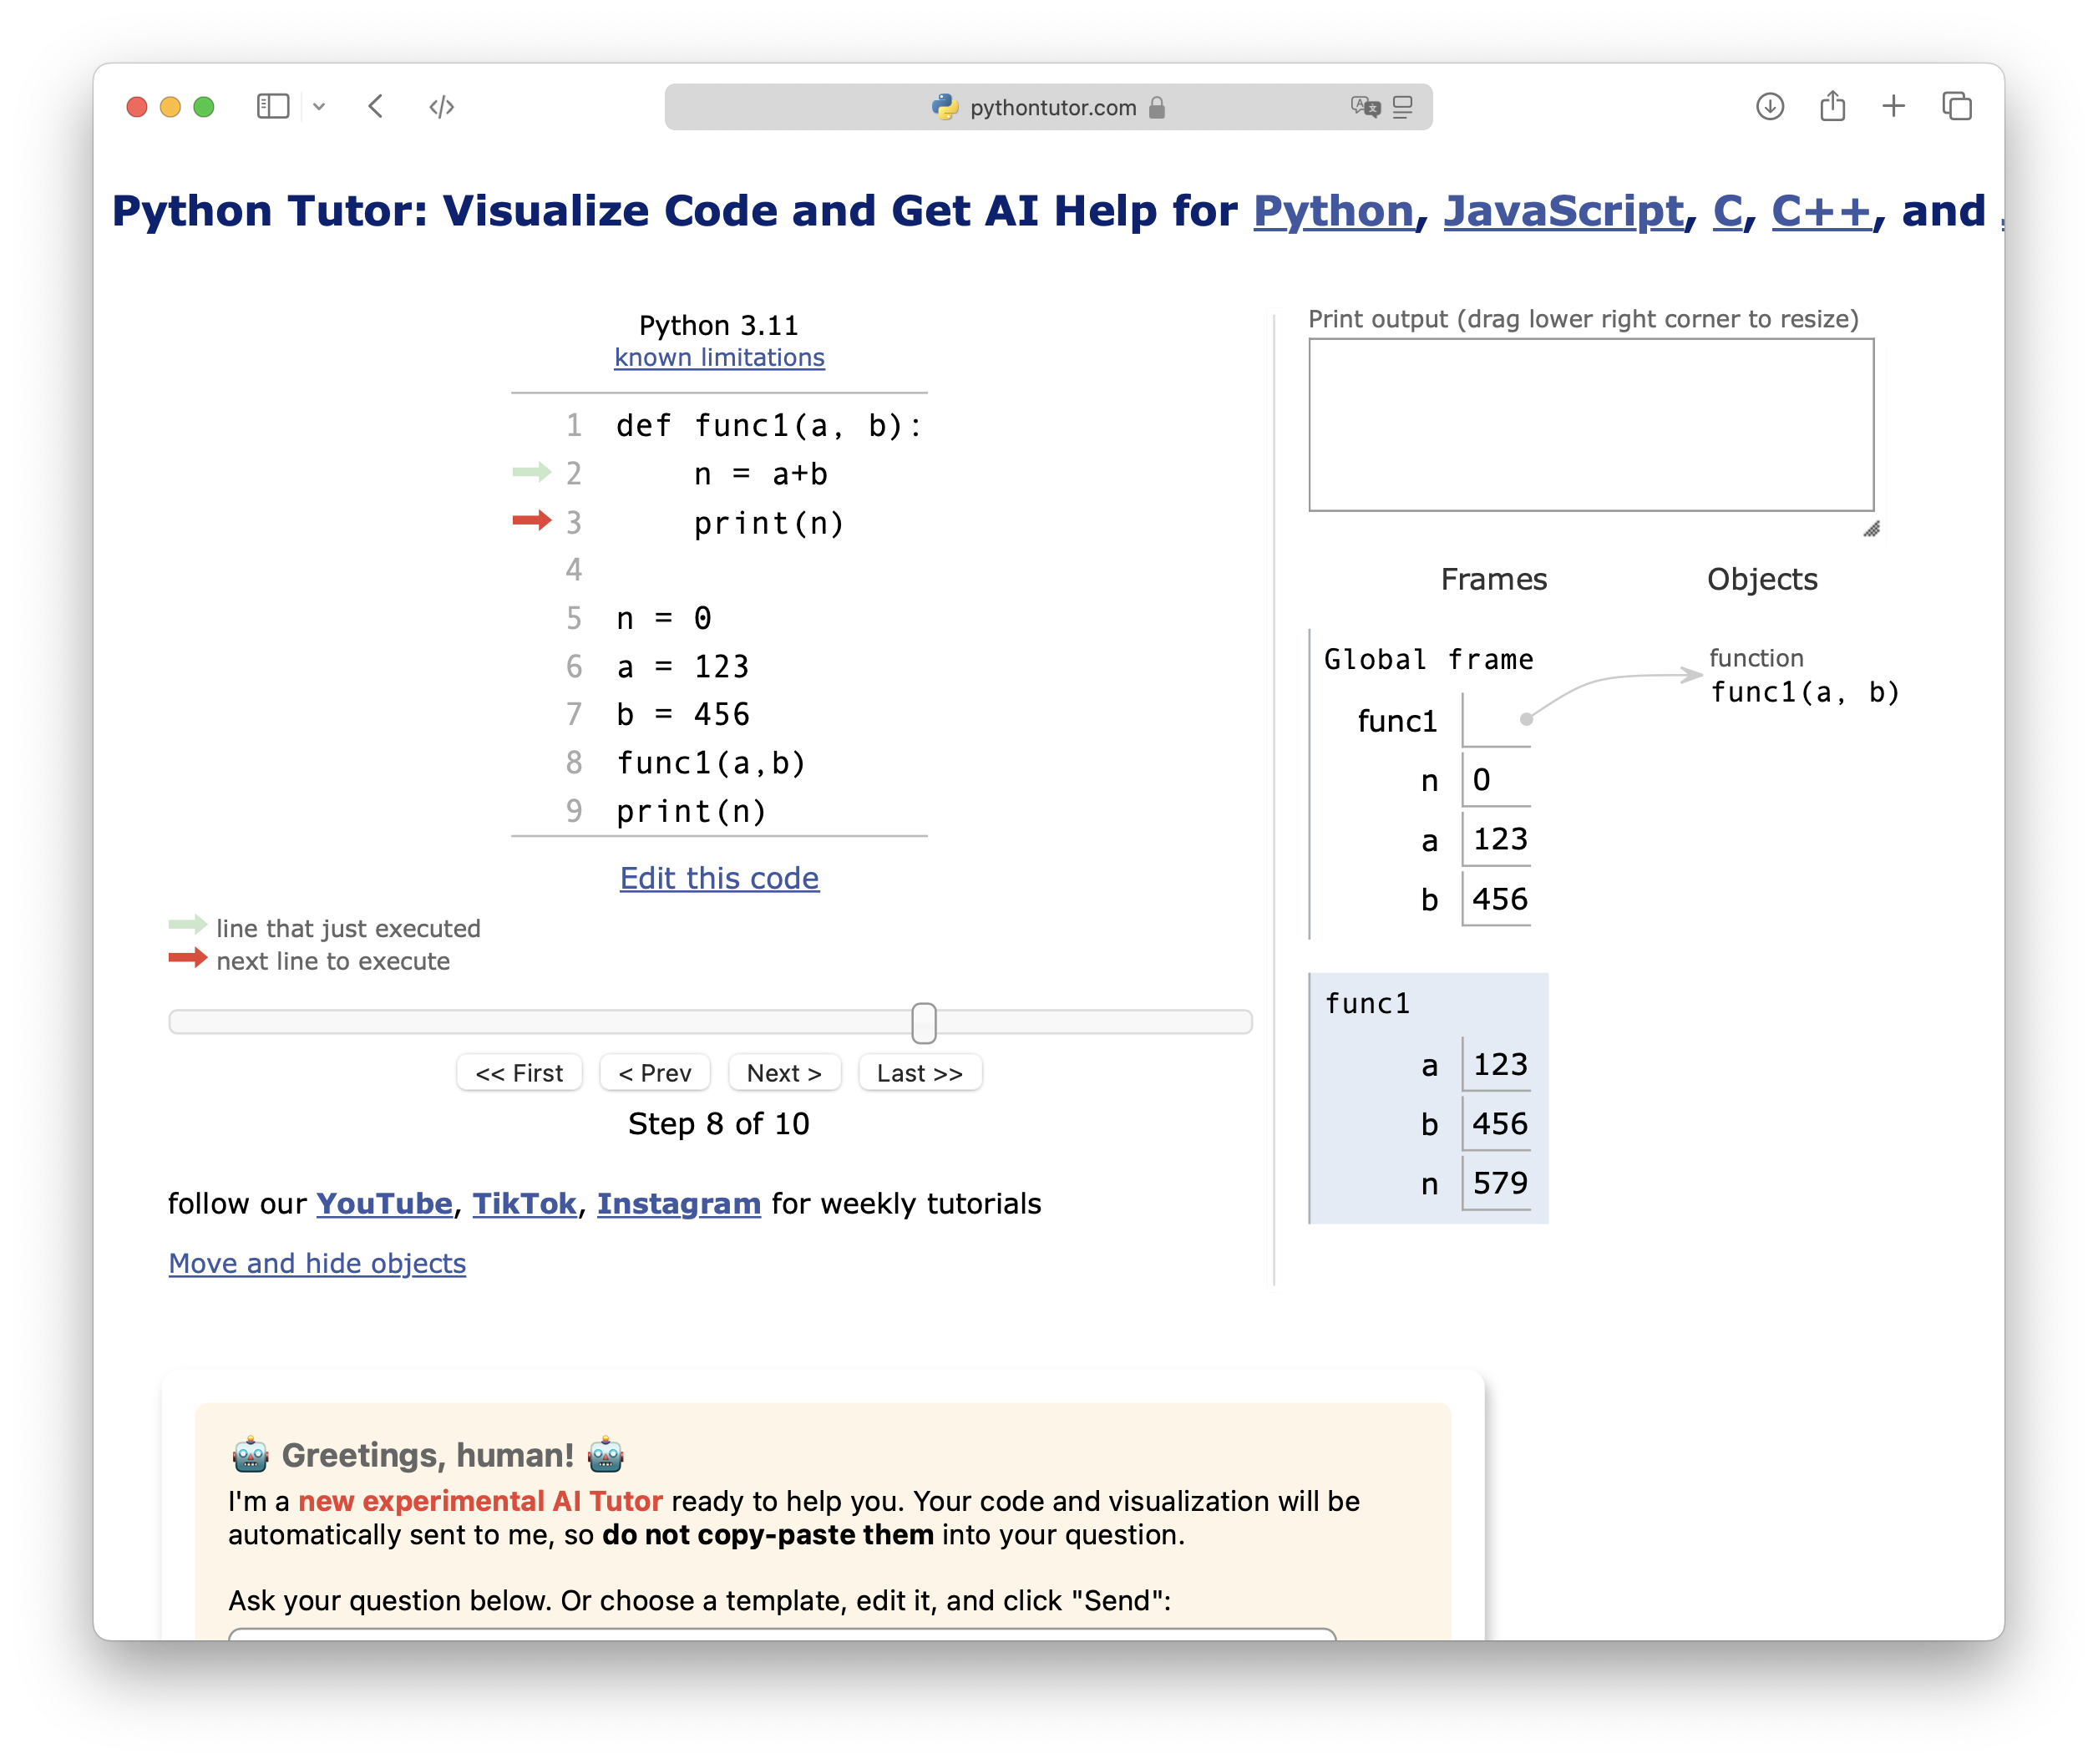 pythontutor.com
Python Tutor: Visualize Code and Get AI Help for Python, JavaScript, C, C++, and
Python 3.11
known limitations
1 def func1(a, b):
2     n = a+b
3     print(n)
4
5 n = 0
6 a = 123
7 b = 456
8 func1(a,b)
9 print(n)
Edit this code
line that just executed
next line to execute
<< First < Prev Next > Last >>
Step 8 of 10
follow our YouTube, TikTok, Instagram for weekly tutorials
Move and hide objects
Print output (drag lower right corner to resize)
Frames Objects
Global frame
func1
n 0
a 123
b 456
function
func1(a, b)
func1
a 123
b 456
n 579
🤖 Greetings, human! 🤖
I'm a new experimental AI Tutor ready to help you. Your code and visualization will be
automatically sent to me, so do not copy-paste them into your question.
Ask your question below. Or choose a template, edit it, and click "Send":